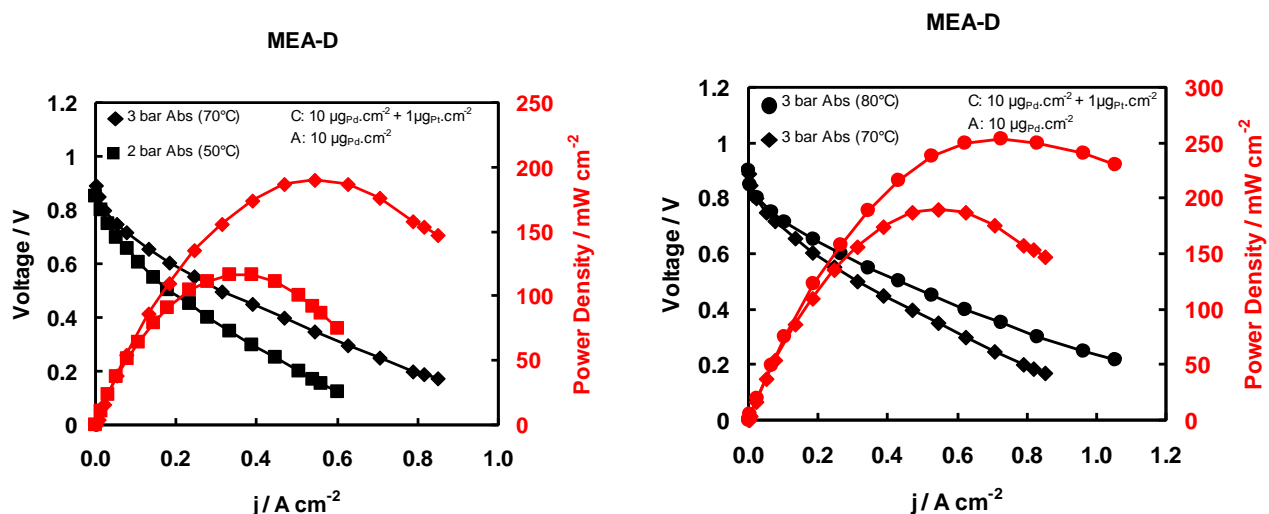 MEA-D
3 bar Abs (70°C)
2 bar Abs (50°C)
C: 10 µgPd.cm-2 + 1µgPt.cm-2
A: 10 µgPd.cm-2
1.2
1
0.8
0.6
0.4
0.2
0
Voltage / V
250
200
150
100
50
0
Power Density / mW cm-2
0.0 0.2 0.4 0.6 0.8 1.0
j / A cm-2
MEA-D
3 bar Abs (80°C)
3 bar Abs (70°C)
C: 10 µgPd.cm-2 + 1µgPt.cm-2
A: 10 µgPd.cm-2
1.2
1
0.8
0.6
0.4
0.2
0
Voltage / V
300
250
200
150
100
50
0
Power Density / mW cm-2
0.0 0.2 0.4 0.6 0.8 1.0 1.2
j / A cm-2